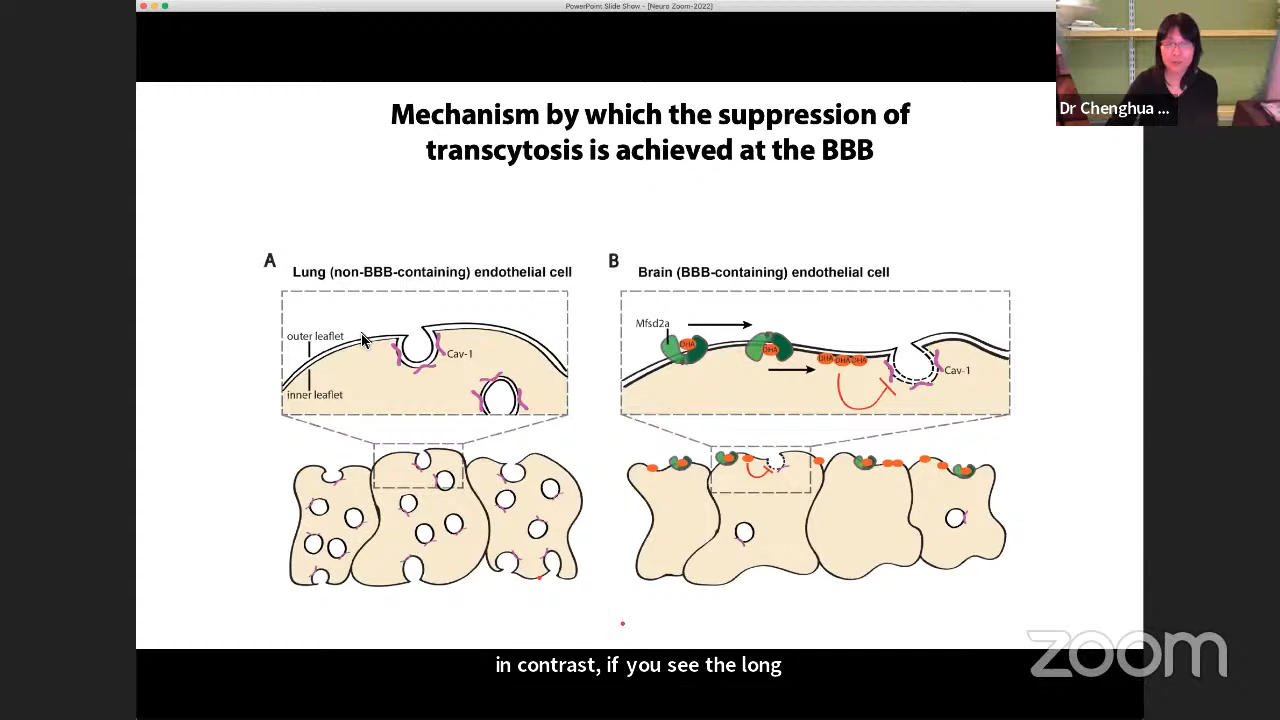 PowerPoint Slide Show - [Neuro Zoom-2022]
Dr Chenghua ...
Mechanism by which the suppression of
transcytosis is achieved at the BBB
A
Lung (non-BBB-containing) endothelial cell
outer leaflet
Cav-1
inner leaflet
B
Brain (BBB-containing) endothelial cell
Mfsd2a
DHA
DHA
DHA DHA DHA
Cav-1
in contrast, if you see the long
zoom